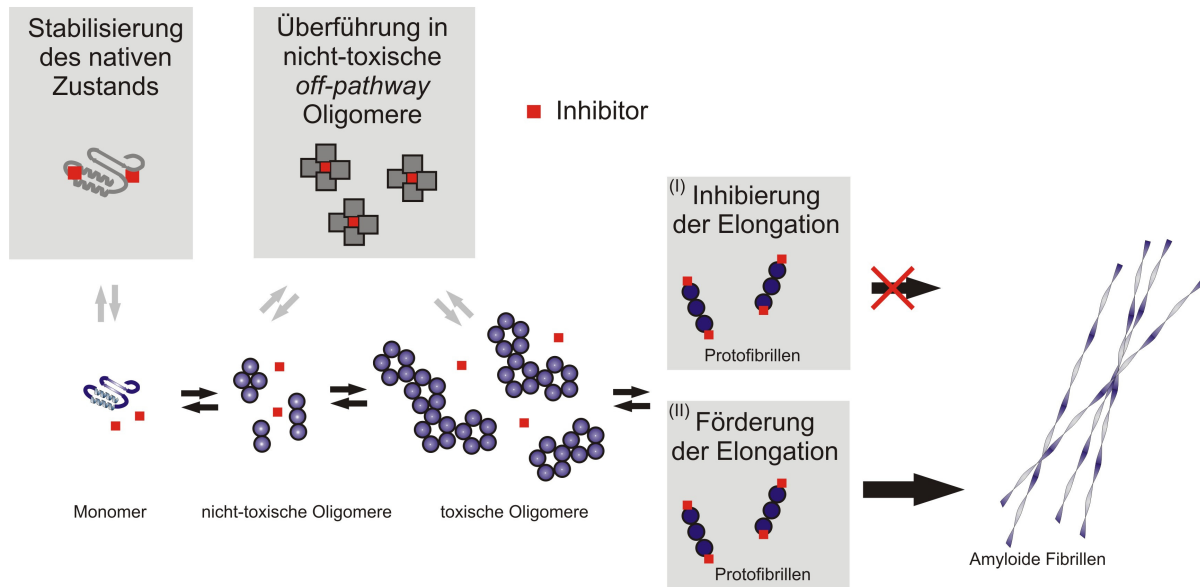 Stabilisierung
des nativen
Zustands
Überführung in
nicht-toxische
off-pathway
Oligomere
Inhibitor
(I) Inhibierung
der Elongation
Protofibrillen
(II) Förderung
der Elongation
Protofibrillen
Monomer
nicht-toxische Oligomere
toxische Oligomere
Amyloide Fibrillen